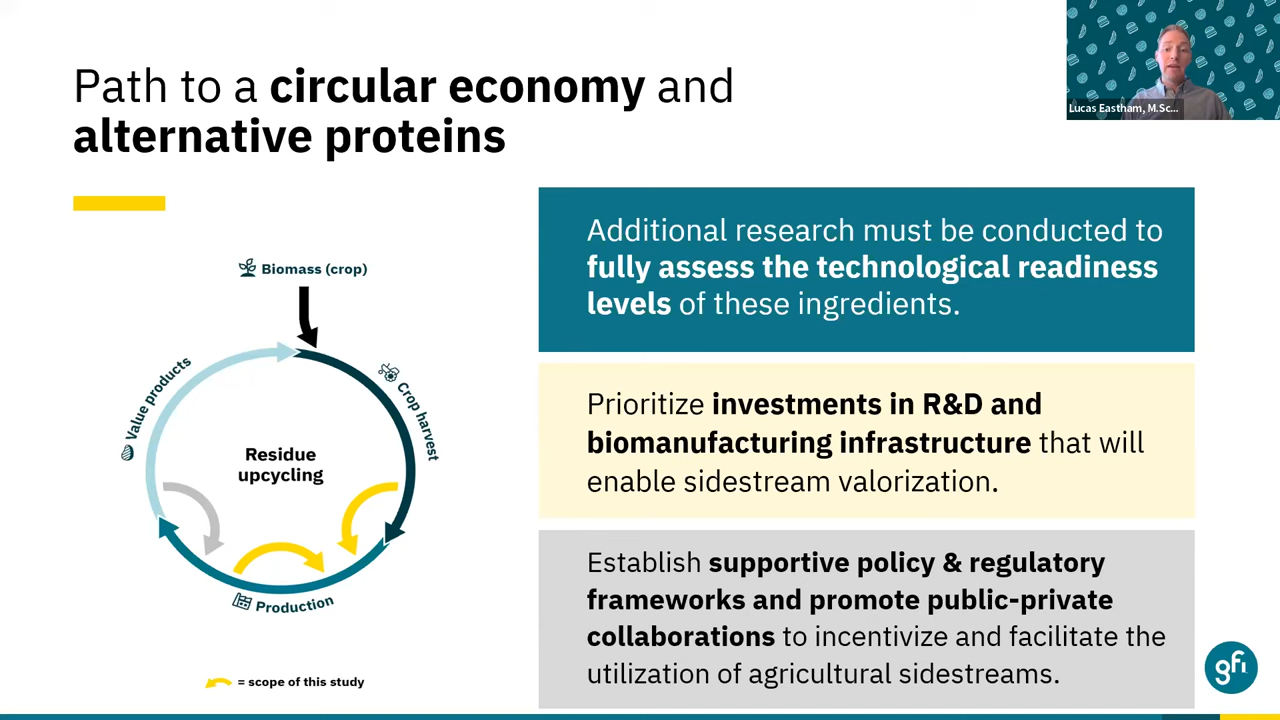 Path to a circular economy and
alternative proteins
Lucas Eastham, M.Sc...
Biomass (crop)
Value products
Crop harvest
Residue
upcycling
Production
= scope of this study
Additional research must be conducted to
fully assess the technological readiness
levels of these ingredients.
Prioritize investments in R&D and
biomanufacturing infrastructure that will
enable sidestream valorization.
Establish supportive policy & regulatory
frameworks and promote public-private
collaborations to incentivize and facilitate the
utilization of agricultural sidestreams.
gfi